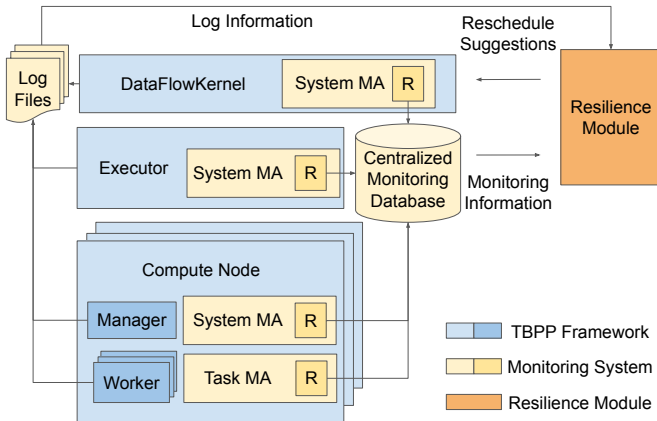 Log Information
Reschedule
Suggestions
Log
Files
DataFlowKernel
System MA
R
Resilience
Module
Executor
System MA
R
Centralized
Monitoring
Database
Monitoring
Information
Compute Node
Manager
System MA
R
Worker
Task MA
R
TBPP Framework
Monitoring System
Resilience Module